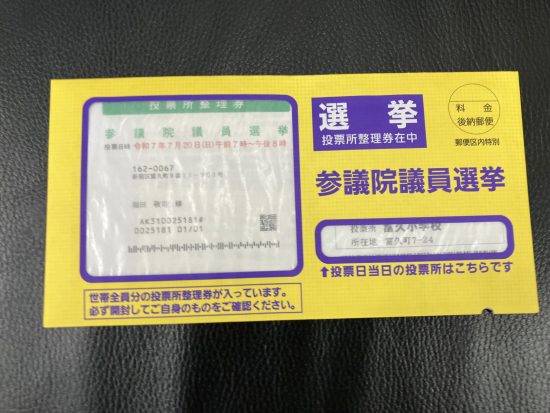 投票所整理券
参議院議員選挙
投票日時 令和7年7月20日(日)午前7時~午後8時
162-0067
様
AK310025181#
0025181 01/01
世帯全員分の投票所整理券が入っています。
必ず開封してご自身のものをご確認ください。
選挙
投票所整理券在中
料金
後納郵便
郵便区内特別
参議院議員選挙
投票所 富久小学校
所在地 富久町7-24
⬆投票日当日の投票所はこちらです